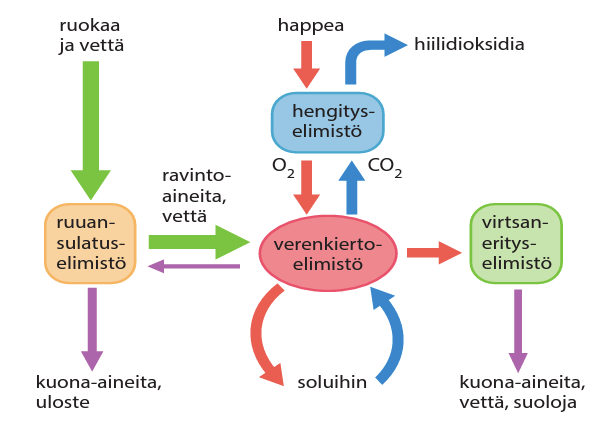 ruokaa
ja vettä
happea
hiilidioksidia
hengitys-
elimistö
O2
CO2
ravinto-
aineita,
vettä
ruuan-
sulatus-
elimistö
verenkierto-
elimistö
virtsan-
eritys-
elimistö
kuona-aineita,
uloste
soluihin
kuona-aineita,
vettä, suoloja